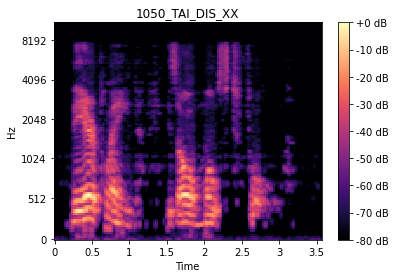 1050_TAI_DIS_XX
+0 dB
8192
-10 dB
4096
-20 dB
-30 dB
2048
Hz
-40 dB
1024
-50 dB
512
-60 dB
-70 dB
0
-80 dB
0 0.5 1 1.5 2 2.5 3 3.5
Time